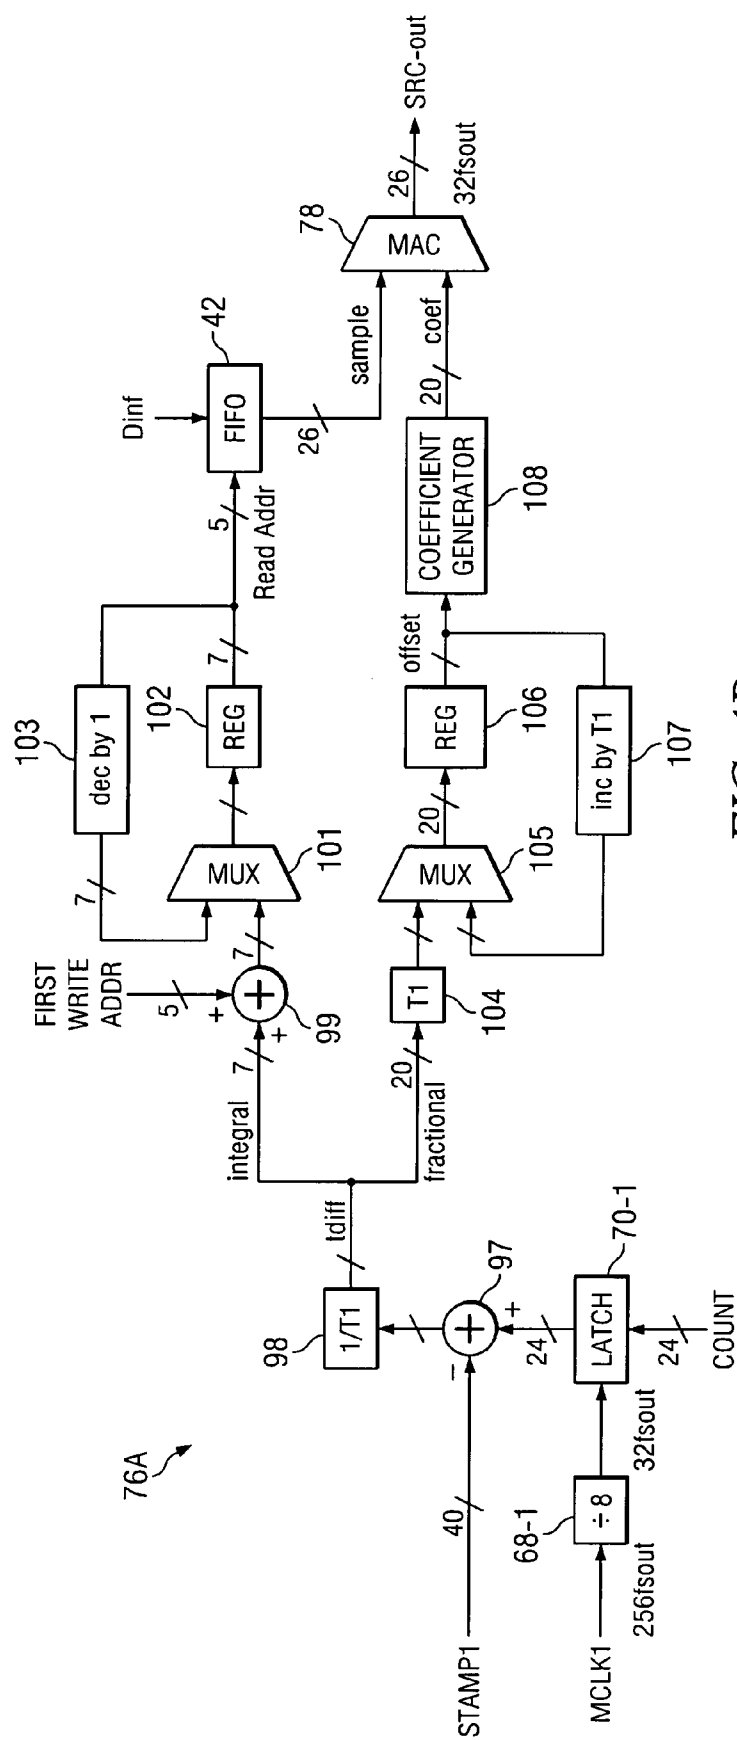 76A
STAMP1
40
MCLK1
256fsout
68-1
÷ 8
32fsout
LATCH
70-1
24
COUNT
24
+
−
+
97
98
1/T1
tdiff
integral
7
fractional
20
FIRST
WRITE
ADDR
5
+
+
+
99
7
T1
104
MUX
101
7
dec by 1
103
REG
102
7
5
Read Addr
Dinf
FIFO
42
26
sample
MUX
105
20
REG
106
offset
inc by T1
107
COEFFICIENT
GENERATOR
108
20
coef
MAC
78
26
32fsout
SRC-out